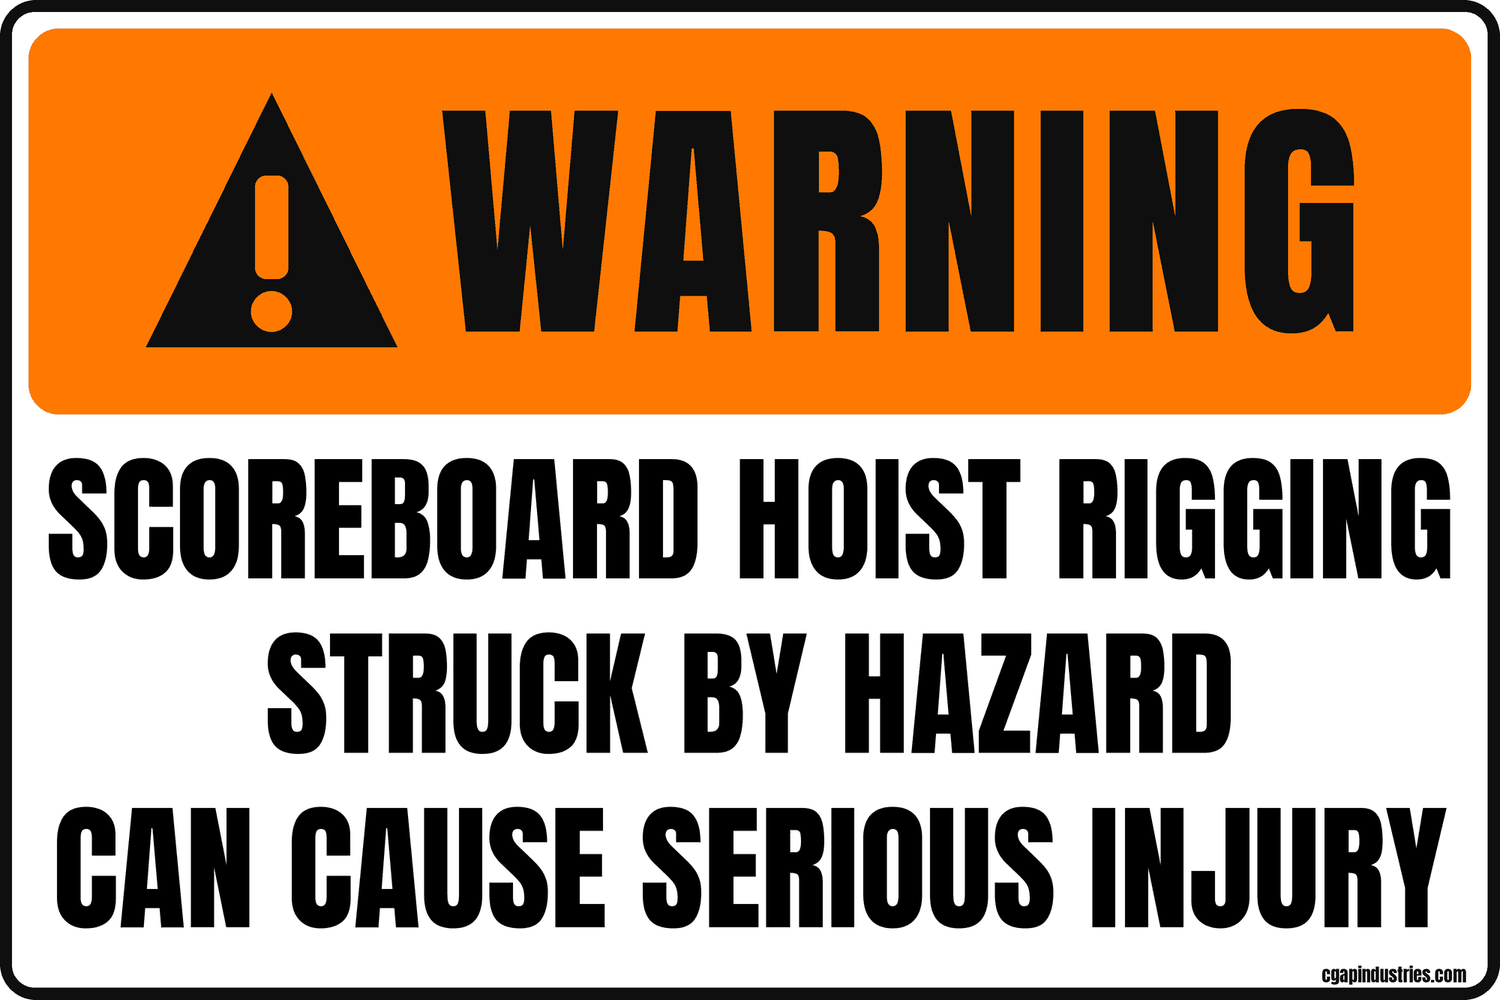 WARNING
SCOREBOARD HOIST RIGGING
STRUCK BY HAZARD
CAN CAUSE SERIOUS INJURY
cgapindustries.com